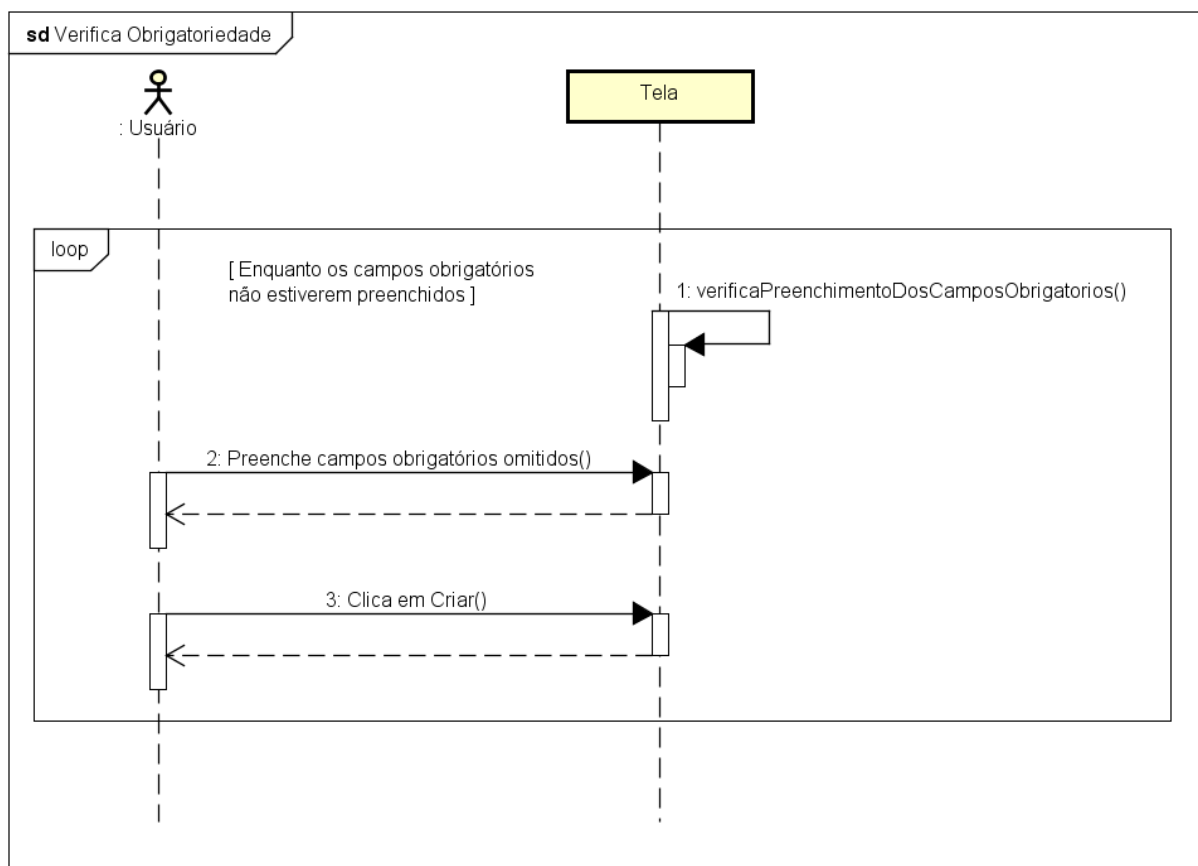 sd Verifica Obrigatoriedade
: Usuário
Tela
loop
[ Enquanto os campos obrigatórios
não estiverem preenchidos ]
1: verificaPreenchimentoDosCamposObrigatorios()
2: Preenche campos obrigatórios omitidos()
3: Clica em Criar()